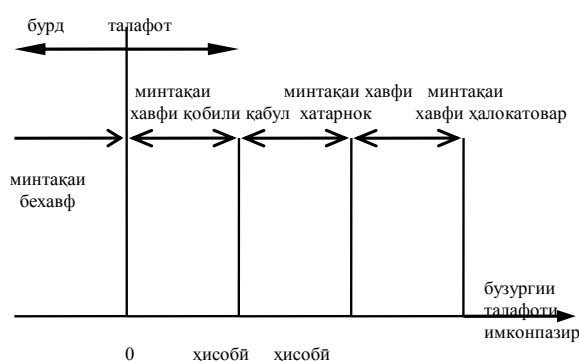 бурд талафот
минтақаи
хавфи қобили қабул
минтақаи хавфи
хатарнок
минтақаи
хавфи ҳалокатовар
минтақаи
бехавф
бузургии
талафоти
имконпазир
0 ҳисобӣ ҳисобӣ